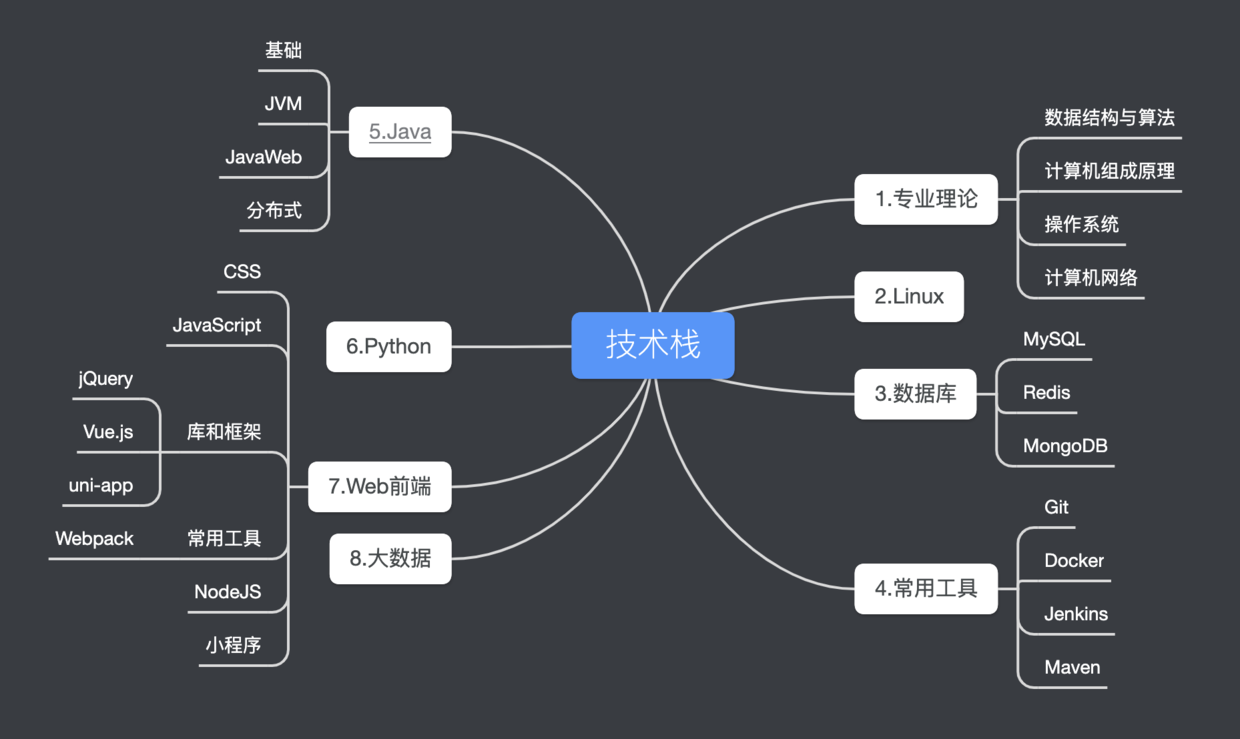 技术栈
1.专业理论
数据结构与算法
计算机组成原理
操作系统
计算机网络
2.Linux
3.数据库
MySQL
Redis
MongoDB
4.常用工具
Git
Docker
Jenkins
Maven
5.Java
基础
JVM
JavaWeb
分布式
6.Python
7.Web前端
CSS
JavaScript
库和框架
jQuery
Vue.js
uni-app
常用工具
Webpack
NodeJS
小程序
8.大数据